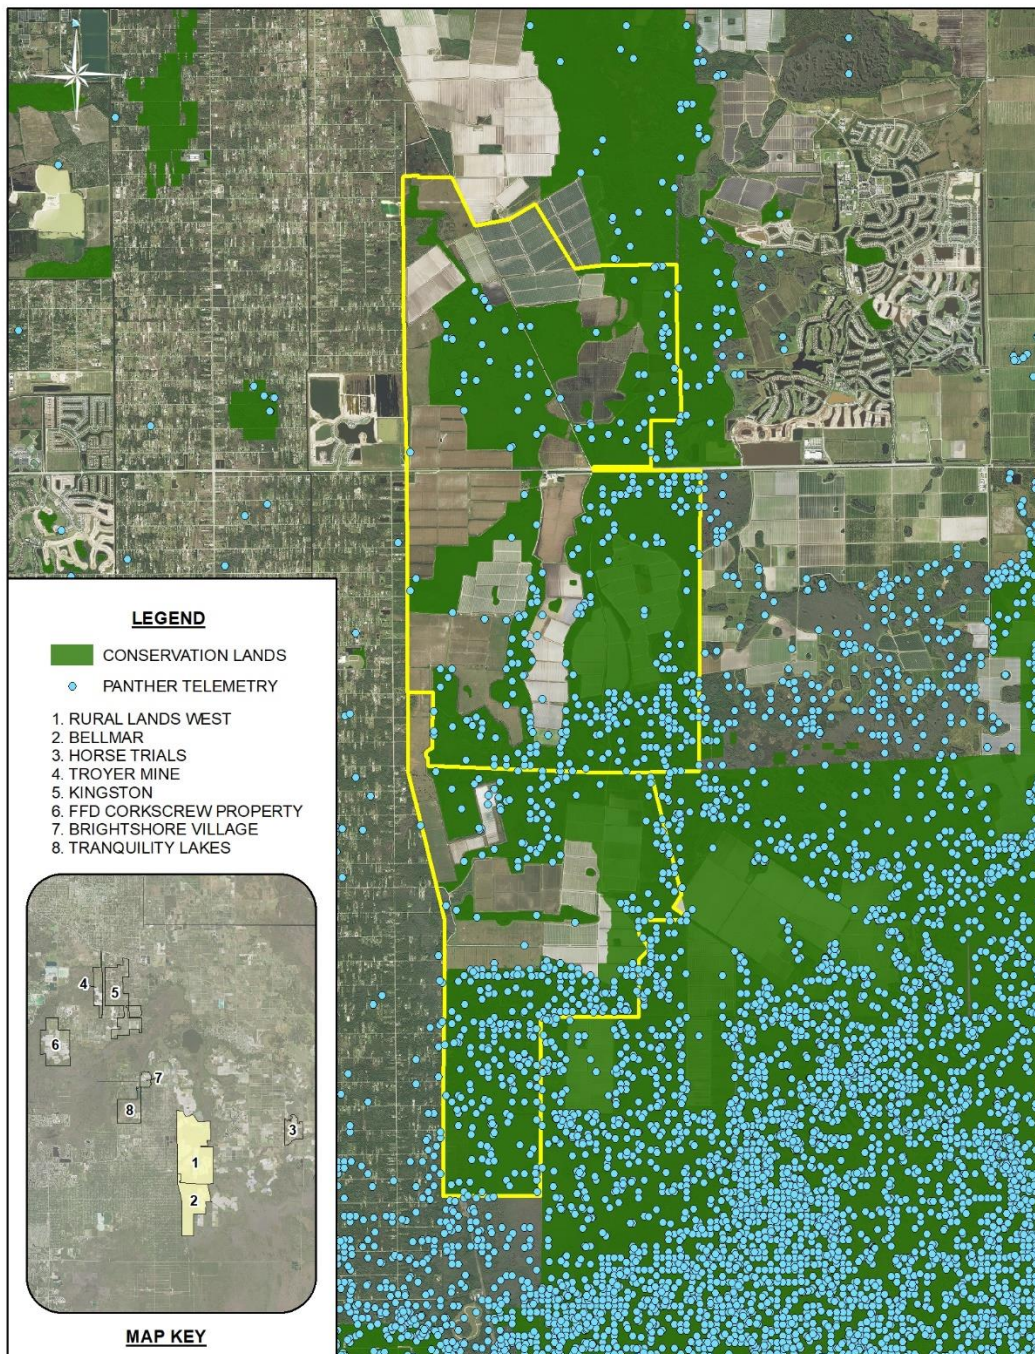 LEGEND
CONSERVATION LANDS
PANTHER TELEMETRY
1. RURAL LANDS WEST
2. BELLMAR
3. HORSE TRIALS
4. TROYER MINE
5. KINGSTON
6. FFD CORKSCREW PROPERTY
7. BRIGHTSHORE VILLAGE
8. TRANQUILITY LAKES
4
5
6
7
8
3
1
2
MAP KEY